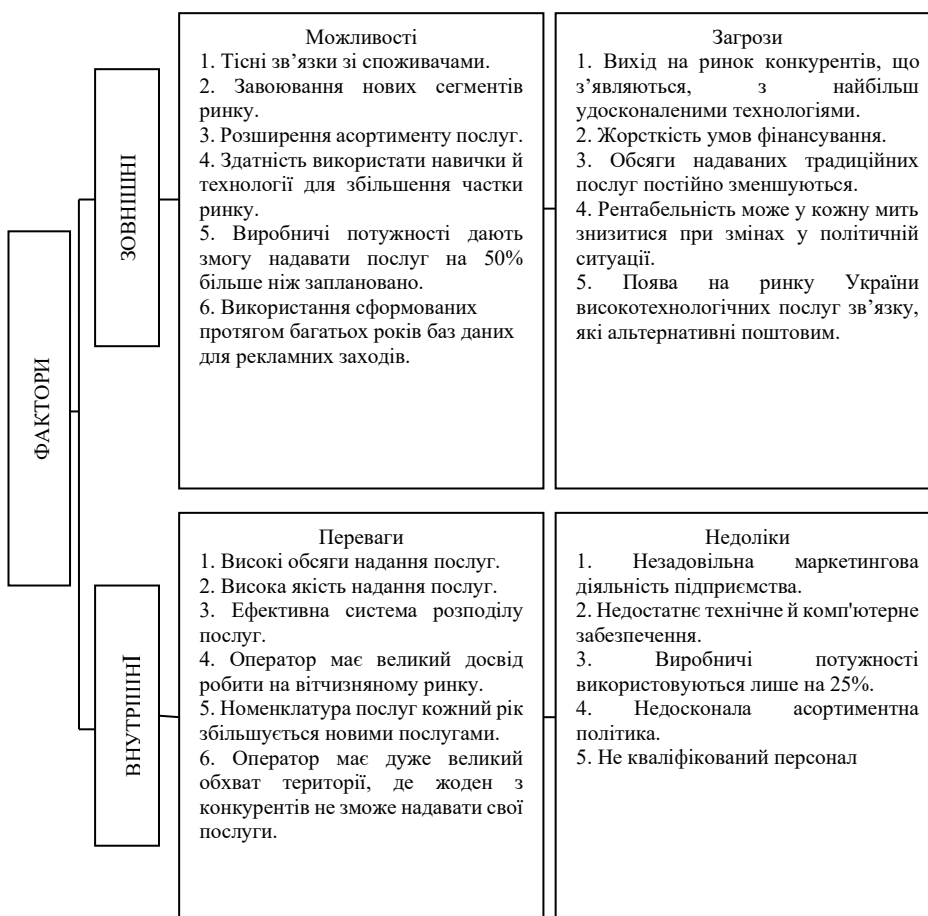 ФАКТОРИ
ЗОВНІШНІ
Можливості
1. Тісні зв’язки зі споживачами.
2. Завоювання нових сегментів
ринку.
3. Розширення асортименту послуг.
4. Здатність використати навички й
технології для збільшення частки
ринку.
5. Виробничі потужності дають
змогу надавати послуг на 50%
більше ніж заплановано.
6. Використання сформованих
протягом багатьох років баз даних
для рекламних заходів.
Загрози
1. Вихід на ринок конкурентів, що
з’являються, з найбільш
удосконаленими технологіями.
2. Жорсткість умов фінансування.
3. Обсяги надаваних традиційних
послуг постійно зменшуються.
4. Рентабельність може у кожну мить
знизитися при змінах у політичній
ситуації.
5. Поява на ринку України
високотехнологічних послуг зв’язку,
які альтернативні поштовим.
ВНУТРІШНІ
Переваги
1. Високі обсяги надання послуг.
2. Висока якість надання послуг.
3. Ефективна система розподілу
послуг.
4. Оператор має великий досвід
робити на вітчизняному ринку.
5. Номенклатура послуг кожний рік
збільшується новими послугами.
6. Оператор має дуже великий
обхват території, де жоден з
конкурентів не зможе надавати свої
послуги.
Недоліки
1. Незадовільна маркетингова
діяльність підприємства.
2. Недостатнє технічне й комп'ютерне
забезпечення.
3. Виробничі потужності
використовуються лише на 25%.
4. Недосконала асортиментна
політика.
5. Не кваліфікований персонал